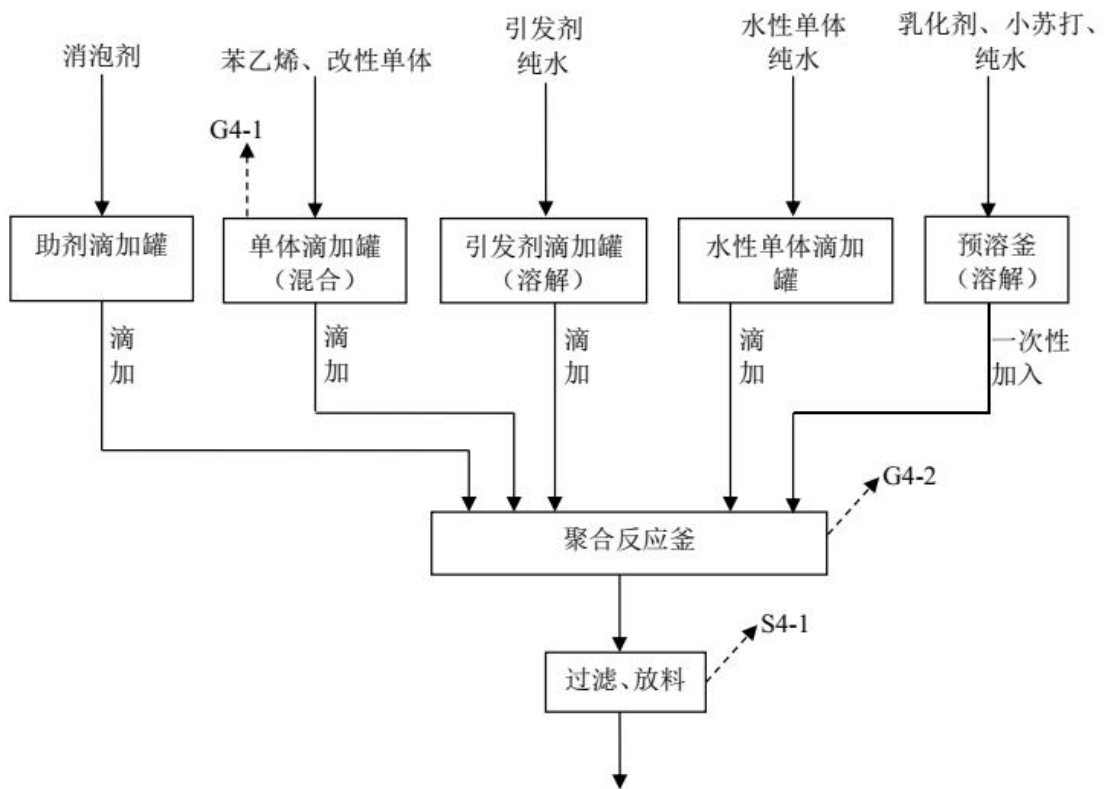 消泡剂
苯乙烯、改性单体
引发剂
纯水
水性单体
纯水
乳化剂、小苏打、
纯水
G4-1
助剂滴加罐
单体滴加罐
（混合）
引发剂滴加罐
（溶解）
水性单体滴加
罐
预溶釜
（溶解）
滴
加
滴
加
滴
加
滴
加
一次性
加入
G4-2
聚合反应釜
S4-1
过滤、放料